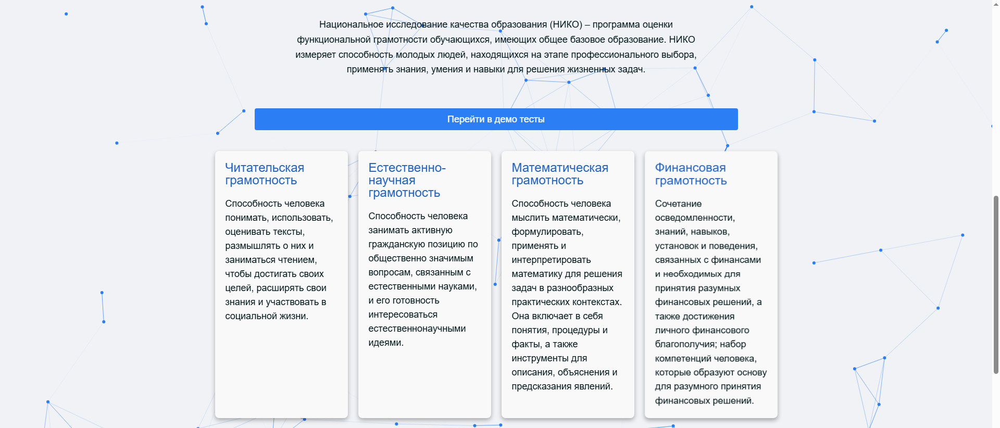 Национальное исследование качества образования (НИКО) – программа оценки
функциональной грамотности обучающихся, имеющих общее базовое образование. НИКО
измеряет способность молодых людей, находящихся на этапе профессионального выбора,
применять знания, умения и навыки для решения жизненных задач.
Перейти в демо тесты
Читательская
грамотность
Способность человека
понимать, использовать,
оценивать тексты,
размышлять о них и
заниматься чтением,
чтобы достигать своих
целей, расширять свои
знания и участвовать в
социальной жизни.
Естественно-
научная
грамотность
Способность человека
занимать активную
гражданскую позицию по
общественно значимым
вопросам, связанным с
естественными науками,
и его готовность
интересоваться
естественнонаучными
идеями.
Математическая
грамотность
Способность человека
мыслить математически,
формулировать,
применять и
интерпретировать
математику для решения
задач в разнообразных
практических контекстах.
Она включает в себя
понятия, процедуры и
факты, а также
инструменты для
описания, объяснения и
предсказания явлений.
Финансовая
грамотность
Сочетание
осведомленности,
знаний, навыков,
установок и поведения,
связанных с финансами
и необходимых для
принятия разумных
финансовых решений, а
также достижения
личного финансового
благополучия; набор
компетенций человека,
которые образуют основу
для разумного принятия
финансовых решений.